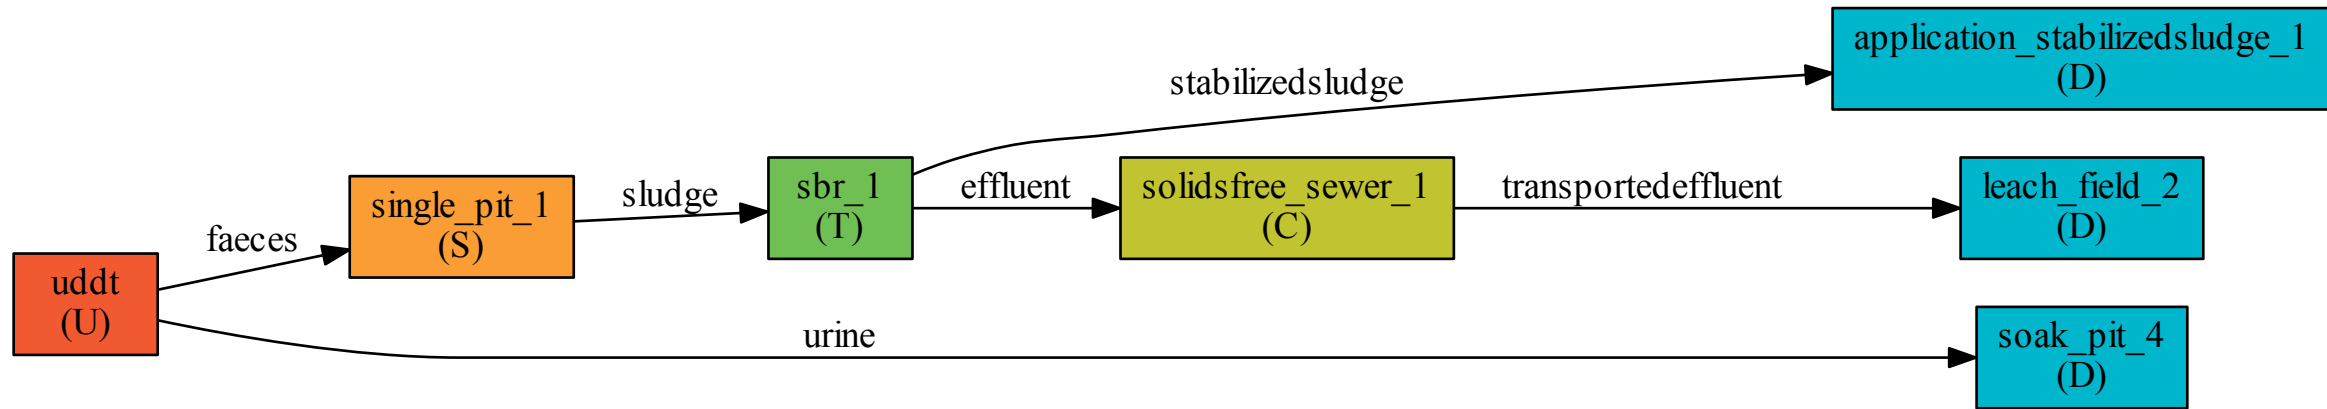 uddt
(U)
faeces
single_pit_1
(S)
sludge
sbr_1
(T)
stabilizedsludge
application_stabilizedsludge_1
(D)
effluent
solidsfree_sewer_1
(C)
transportedeffluent
leach_field_2
(D)
urine
soak_pit_4
(D)